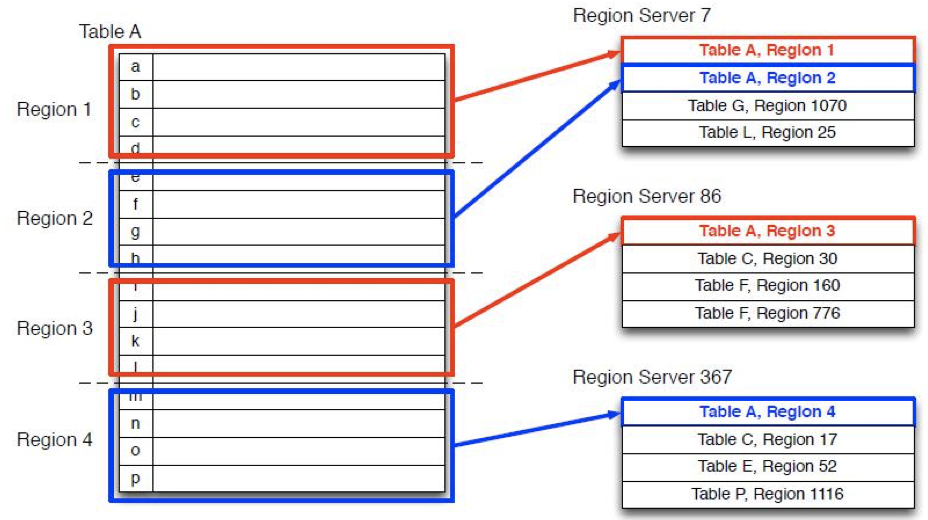 Table A
Region 1
a
b
c
d
Region 2
e
f
g
h
Region 3
i
j
k
l
Region 4
m
n
o
p
Region Server 7
Table A, Region 1
Table A, Region 2
Table G, Region 1070
Table L, Region 25
Region Server 86
Table A, Region 3
Table C, Region 30
Table F, Region 160
Table F, Region 776
Region Server 367
Table A, Region 4
Table C, Region 17
Table E, Region 52
Table P, Region 1116